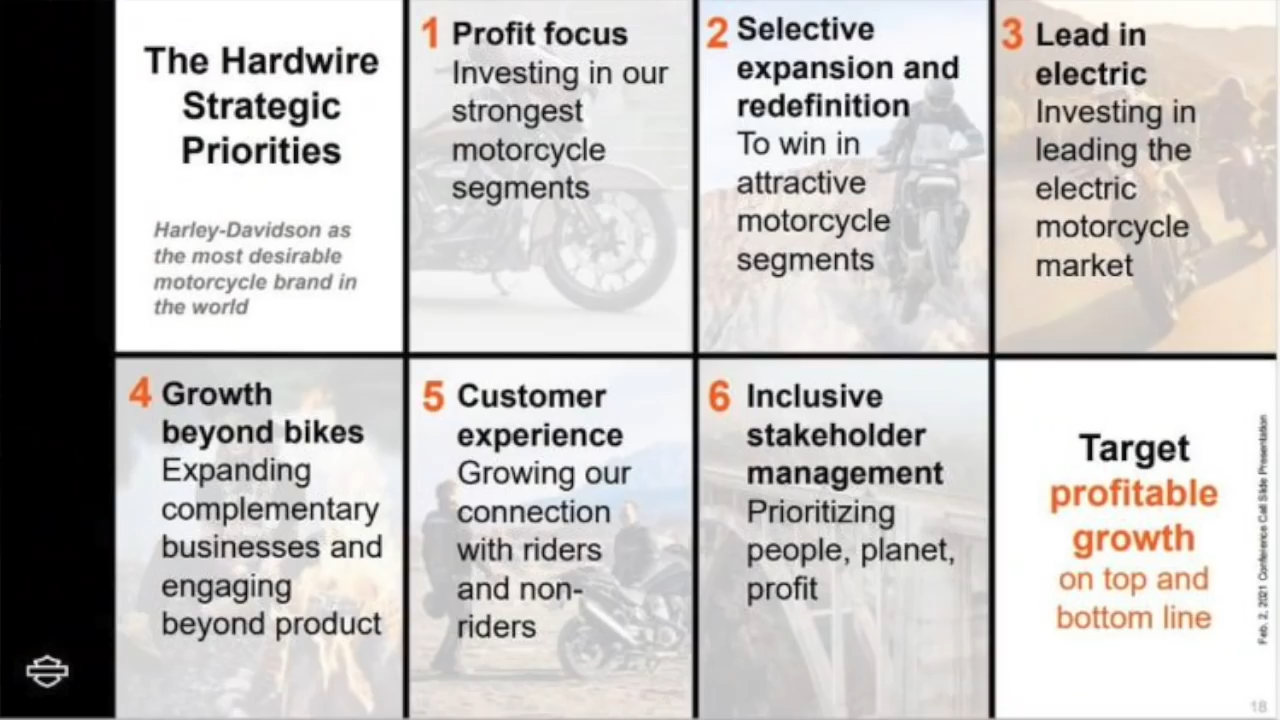 The Hardwire
Strategic
Priorities
Harley-Davidson as
the most desirable
motorcycle brand in
the world
1 Profit focus
Investing in our
strongest
motorcycle
segments
2 Selective
expansion and
redefinition
To win in
attractive
motorcycle
segments
3 Lead in
electric
Investing in
leading the
electric
motorcycle
market
4 Growth
beyond bikes
Expanding
complementary
businesses and
engaging
beyond product
5 Customer
experience
Growing our
connection
with riders
and non-
riders
6 Inclusive
stakeholder
management
Prioritizing
people, planet,
profit
Target
profitable
growth
on top and
bottom line
Feb. 2, 2021 Conference Call Slide Presentation
18